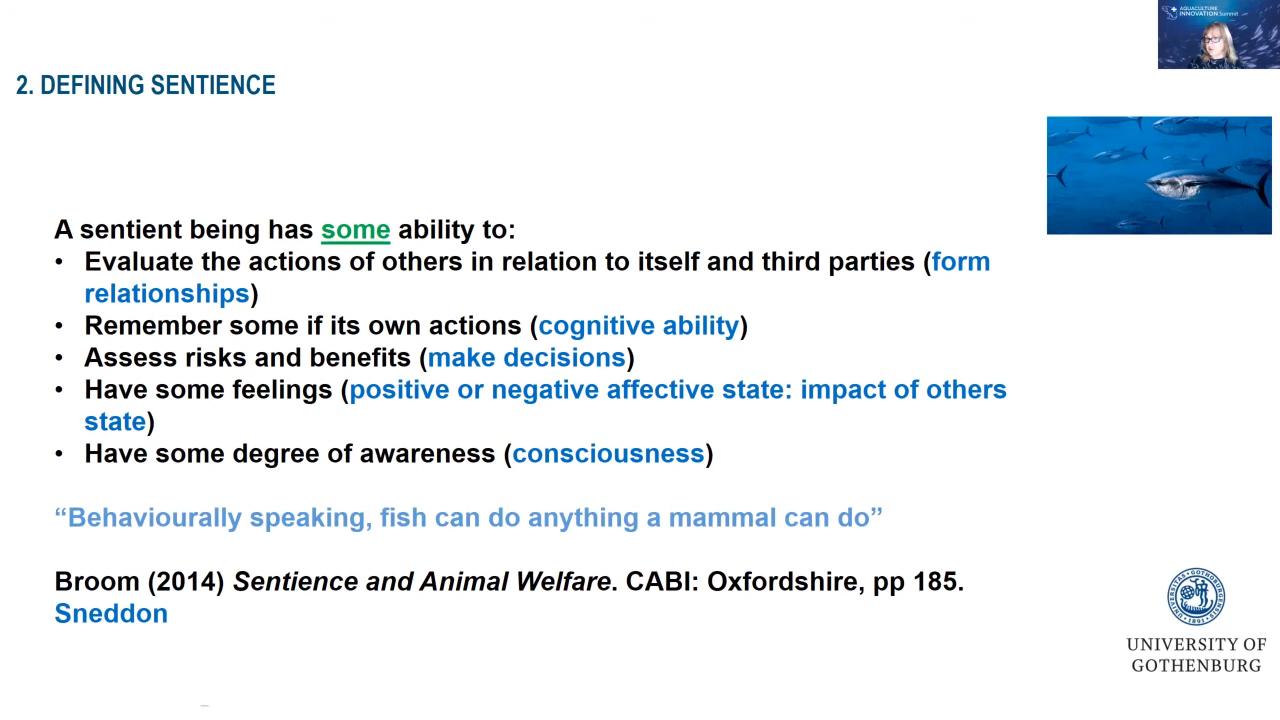 AQUACULTURE
INNOVATION Summit
2. DEFINING SENTIENCE
A sentient being has some ability to:
• Evaluate the actions of others in relation to itself and third parties (form
relationships)
• Remember some if its own actions (cognitive ability)
• Assess risks and benefits (make decisions)
• Have some feelings (positive or negative affective state: impact of others
state)
• Have some degree of awareness (consciousness)
“Behaviourally speaking, fish can do anything a mammal can do”
Broom (2014) Sentience and Animal Welfare. CABI: Oxfordshire, pp 185.
Sneddon
UNIVERSITY OF
GOTHENBURG